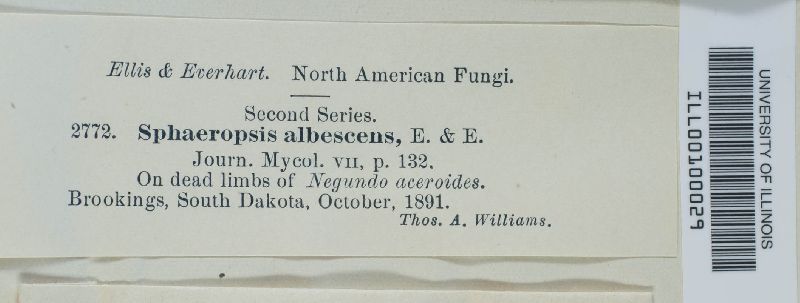 Ellis & Everhart. North American Fungi.
Second Series.
2772. Sphaeropsis albescens, E. & E.
Journ. Mycol. VII, p. 132.
On dead limbs of Negundo aceroides.
Brookings, South Dakota, October, 1891.
Thos. A. Williams.
UNIVERSITY OF ILLINOIS
ILL00100029